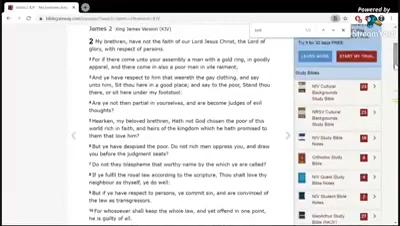 Powered by
James 2 King James Version (KJV)
2 My brethren, have not the faith of our Lord Jesus Christ, the Lord of
glory, with respect of persons.
2 For if there come unto your assembly a man with a gold ring, in goodly
apparel, and there come in also a poor man in vile raiment;
3 And ye have respect to him that weareth the gay clothing, and say
unto him, Sit thou here in a good place; and say to the poor, Stand thou
there, or sit here under my footstool:
4 Are ye not then partial in yourselves, and are become judges of evil
thoughts?
5 Hearken, my beloved brethren, Hath not God chosen the poor of this
world rich in faith, and heirs of the kingdom which he hath promised to
them that love him?
6 But ye have despised the poor. Do not rich men oppress you, and
draw you before the judgment seats?
7 Do not they blaspheme that worthy name by the which ye are called?
8 If ye fulfil the royal law according to the scripture, Thou shalt love thy
neighbour as thyself, ye do well:
9 But if ye have respect to persons, ye commit sin, and are convinced of
the law as transgressors.
10 For whosoever shall keep the whole law, and yet offend in one point,
he is guilty of all.
Try it 30 days FREE!
LEARN MORE
START MY TRIAL
Study Bibles
NIV Cultural
Backgrounds
Study Bible
NRSV Cultural
Backgrounds
Study Bible
NIV Study Bible
Notes
Orthodox Study
Bible
NIV Quest Study
Bible Notes
NIV Student Bible
Notes
Study
Bible (NKJV)